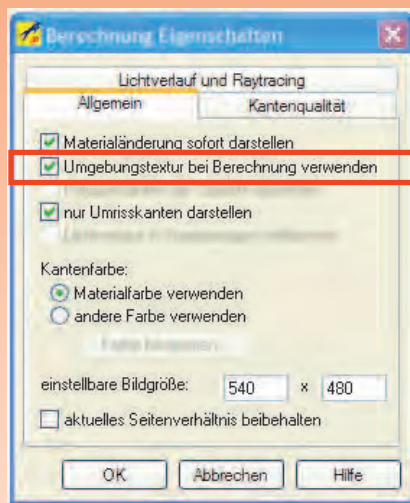 Berechnung Eigenschaften
Lichtverlauf und Raytracing
Allgemein
Kantenqualität
Materialänderung sofort darstellen
Umgebungstextur bei Berechnung verwenden
nur Umrisskanten darstellen
Kantenfarbe:
Materialfarbe verwenden
andere Farbe verwenden
einstellbare Bildgröße: 540 x 480
aktuelles Seitenverhältnis beibehalten
OK Abbrechen Hilfe